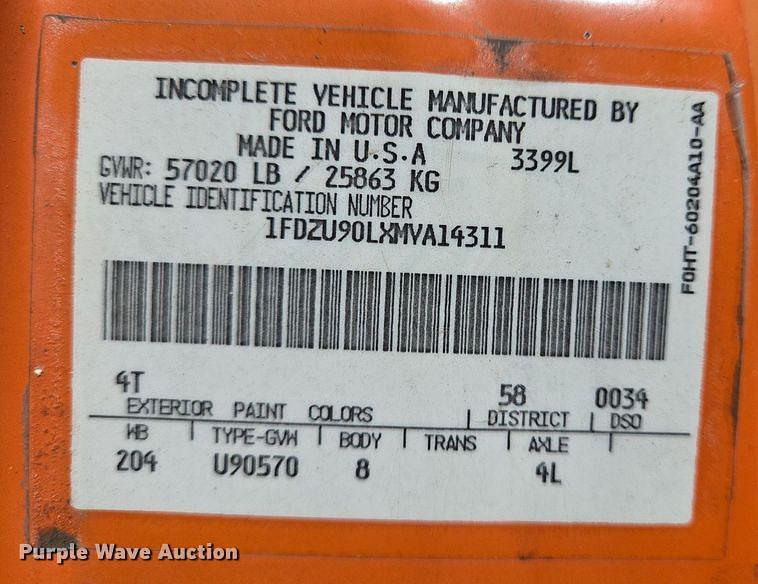 INCOMPLETE VEHICLE MANUFACTURED BY
FORD MOTOR COMPANY
MADE IN U.S.A 3399L
GVWR: 57020 LB / 25863 KG
VEHICLE IDENTIFICATION NUMBER
1FDZU90LXMVA14311
F0HT-60204A10-AA
4T 58 0034
EXTERIOR PAINT COLORS DISTRICT DSO
WB TYPE-GVW BODY TRANS AXLE
204 U90570 8 4L
Purple Wave Auction